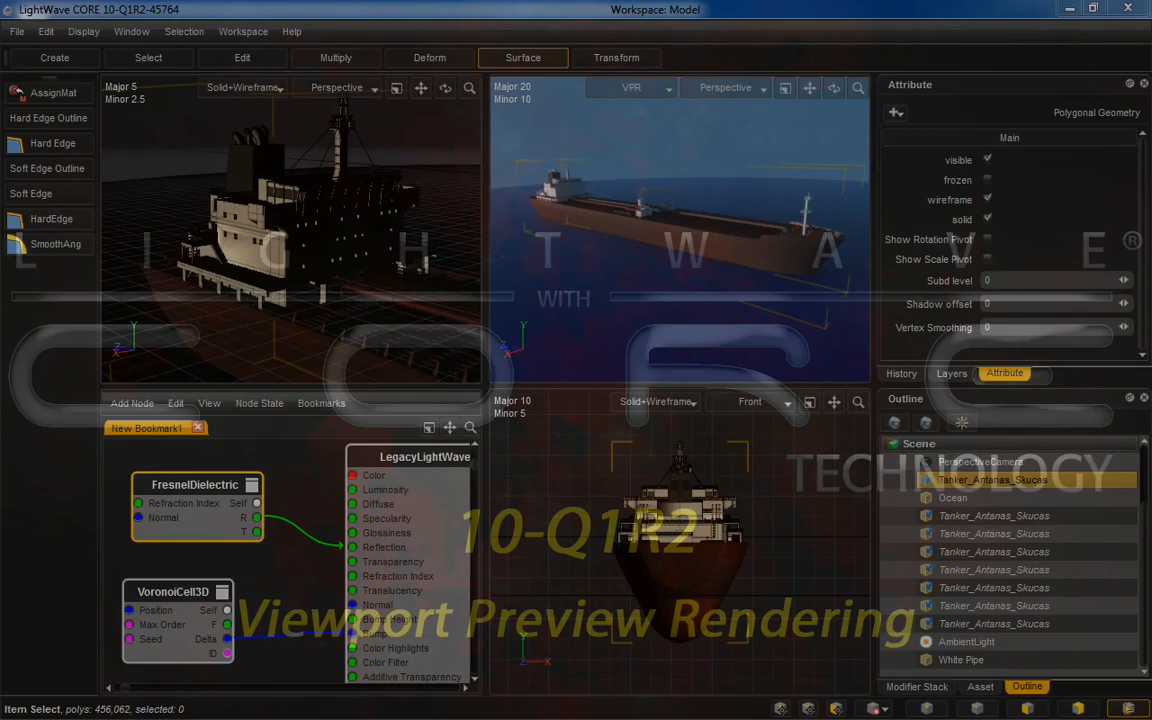 LightWave CORE 10-Q1R2-45764
Workspace: Model
File Edit Display Window Selection Workspace Help
Create Select Edit Multiply Deform Surface Transform
AssignMat
Hard Edge Outline
Hard Edge
Soft Edge Outline
Soft Edge
HardEdge
SmoothAng
Major 5
Minor 2.5
Solid+Wireframe
Perspective
Major 20
Minor 10
VPR
Perspective
Y
Z
X
Y
Z
X
Attribute
Polygonal Geometry
Main
visible
frozen
wireframe
solid
Show Rotation Pivot
Show Scale Pivot
Subd level 0
Shadow offset 0
Vertex Smoothing 0
History Layers Attribute
LIGHTWAVE®
WITH
CORE
TECHNOLOGY
10-Q1R2
Viewport Preview Rendering
Add Node Edit View Node State Bookmarks
New Bookmark1
FresnelDielectric
Refraction Index Self
Normal R
T
VoronoiCell3D
Position Self
Max Order F
Seed Delta
ID
LegacyLightWave
Color
Luminosity
Diffuse
Specularity
Glossiness
Reflection
Transparency
Refraction Index
Translucency
Normal
Bump Height
Bump
Color Highlights
Color Filter
Additive Transparency
Major 10
Minor 5
Solid+Wireframe
Front
Y
Z
X
Outline
Scene
PerspectiveCamera
Tanker_Antanas_Skucas
Ocean
Tanker_Antanas_Skucas
Tanker_Antanas_Skucas
Tanker_Antanas_Skucas
Tanker_Antanas_Skucas
Tanker_Antanas_Skucas
Tanker_Antanas_Skucas
Tanker_Antanas_Skucas
AmbientLight
White Pipe
Modifier Stack Asset Outline
Item Select, polys: 456,062, selected: 0